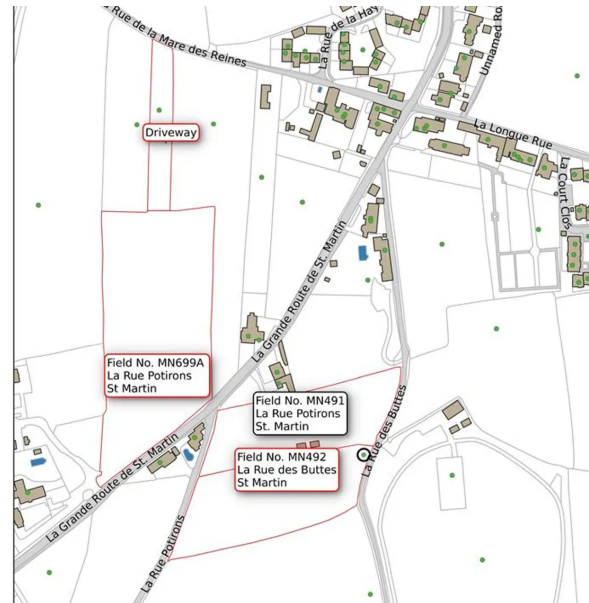 La Rue de la Mare des Reines
La Rue de la Hay
Unnamed Ro
Driveway
La Longue Rue
La Court Clos
La Grande Route de St. Martin
Field No. MN699A
La Rue Potirons
St Martin
Field No. MN491
La Rue Potirons
St. Martin
Field No. MN492
La Rue des Buttes
St Martin
La Rue des Buttes
La Grande Route de St. Martin
La Rue Potirons